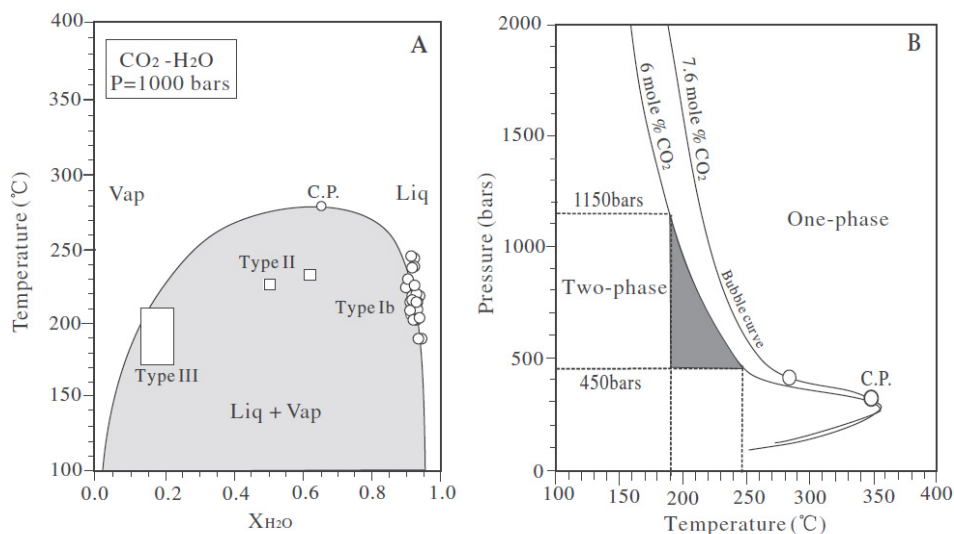 A
CO2 -H2O
P=1000 bars
Vap
C.P.
Liq
Type II
Type Ib
Type III
Liq + Vap
400
350
300
250
200
150
100
Temperature (℃)
0.0
0.2
0.4
0.6
0.8
1.0
XH2O
B
6 mole % CO2
7.6 mole % CO2
One-phase
1150bars
Two-phase
Bubble curve
450bars
C.P.
2000
1500
1000
500
0
Pressure (bars)
100
150
200
250
300
350
400
Temperature (℃)